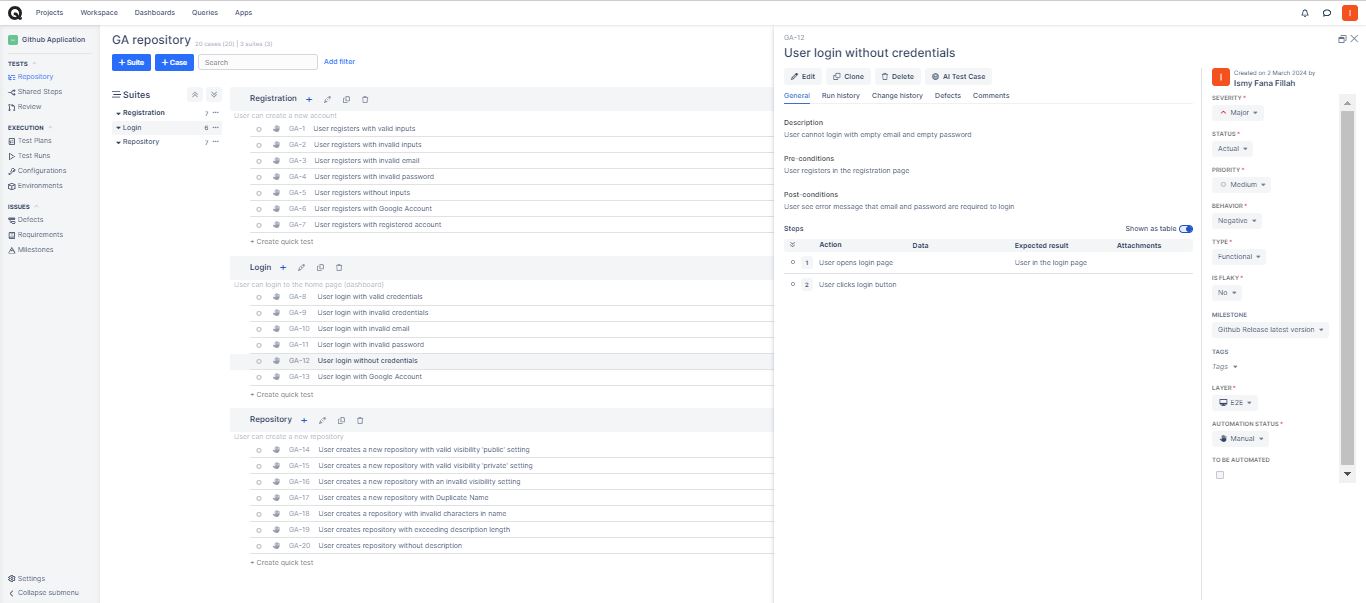 Projects Workspace Dashboards Queries Apps
I
Github Application
TESTS
Repository
Shared Steps
Review
EXECUTION
Test Plans
Test Runs
Configurations
Environments
ISSUES
Defects
Requirements
Milestones
Settings
Collapse submenu
GA repository 20 cases (20) | 3 suites (3)
+ Suite + Case Search Add filter
Suites
Registration 7 ···
Login 6 ···
Repository 7 ···
Registration +
User can create a new account
GA-1 User registers with valid inputs
GA-2 User registers with invalid inputs
GA-3 User registers with invalid email
GA-4 User registers with invalid password
GA-5 User registers without inputs
GA-6 User registers with Google Account
GA-7 User registers with registered account
+ Create quick test
Login +
User can login to the home page (dashboard)
GA-8 User login with valid credentials
GA-9 User login with invalid credentials
GA-10 User login with invalid email
GA-11 User login with invalid password
GA-12 User login without credentials
GA-13 User login with Google Account
+ Create quick test
Repository +
User can create a new repository
GA-14 User creates a new repository with valid visibility 'public' setting
GA-15 User creates a new repository with valid visibility 'private' setting
GA-16 User creates a new repository with an invalid visibility setting
GA-17 User creates a new repository with Duplicate Name
GA-18 User creates a repository with invalid characters in name
GA-19 User creates repository with exceeding description length
GA-20 User creates repository without description
+ Create quick test
GA-12
User login without credentials
Edit Clone Delete AI Test Case
General Run history Change history Defects Comments
Description
User cannot login with empty email and empty password
Pre-conditions
User registers in the registration page
Post-conditions
User see error message that email and password are required to login
Steps Shown as table
Action Data Expected result Attachments
1 User opens login page User in the login page
2 User clicks login button
I
Created on 2 March 2024 by
Ismy Fana Fillah
SEVERITY *
Major
STATUS *
Actual
PRIORITY *
Medium
BEHAVIOR *
Negative
TYPE *
Functional
IS FLAKY *
No
MILESTONE
Github Release latest version
TAGS
Tags
LAYER *
E2E
AUTOMATION STATUS *
Manual
TO BE AUTOMATED